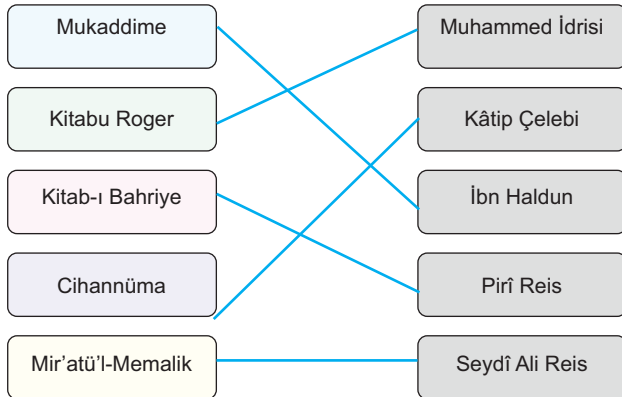 Mukaddime
Muhammed İdrisi
Kitabu Roger
Kâtip Çelebi
Kitab-ı Bahriye
İbn Haldun
Cihannüma
Pirî Reis
Mir’atü’l-Memalik
Seydî Ali Reis